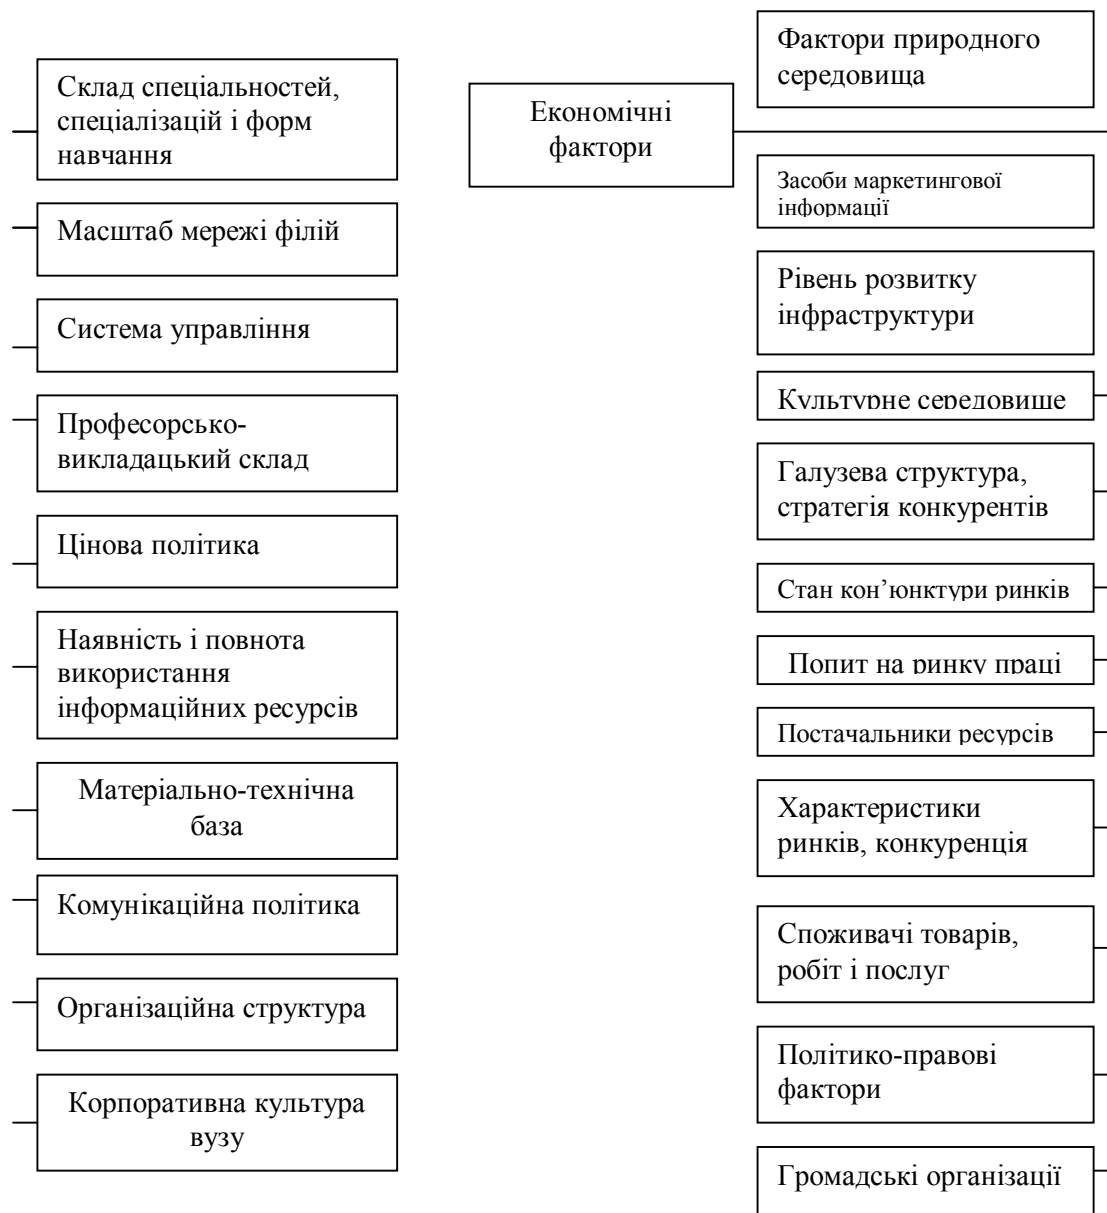 Склад спеціальностей,
спеціалізацій і форм
навчання
Масштаб мережі філій
Система управління
Професорсько-
викладацький склад
Цінова політика
Наявність і повнота
використання
інформаційних ресурсів
Матеріально-технічна
база
Комунікаційна політика
Організаційна структура
Корпоративна культура
вузу
Економічні
фактори
Фактори природного
середовища
Засоби маркетингової
інформації
Рівень розвитку
інфраструктури
Культурне середовище
Галузева структура,
стратегія конкурентів
Стан кон’юнктури ринків
Попит на ринку праці
Постачальники ресурсів
Характеристики
ринків, конкуренція
Споживачі товарів,
робіт і послуг
Політико-правові
фактори
Громадські організації